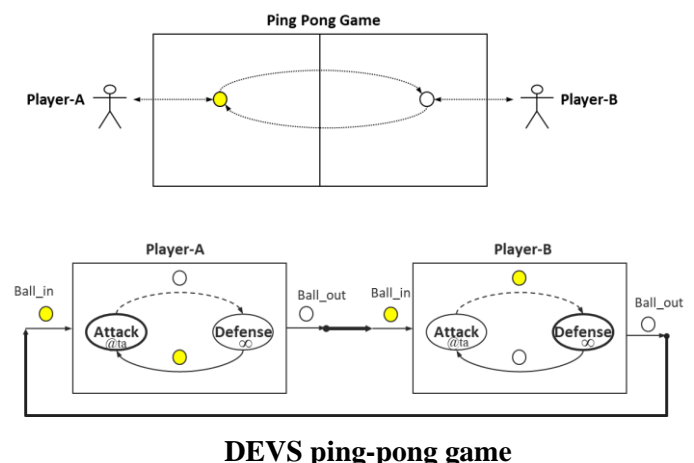 Ping Pong Game
Player-A
Player-B
Player-A
Player-B
Ball_in
Ball_out
Ball_in
Ball_out
Attack
@ta
Defense
∞
Attack
@ta
Defense
∞
DEVS ping-pong game